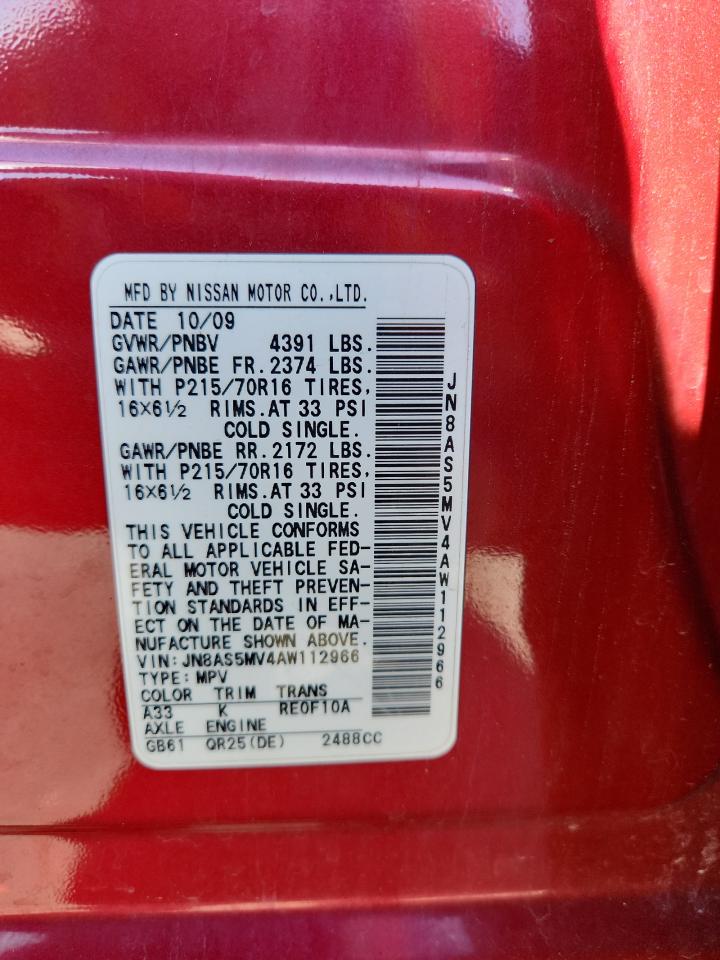 MFD BY NISSAN MOTOR CO.,LTD.
DATE 10/09
GVWR/PNBV 4391 LBS.
GAWR/PNBE FR.2374 LBS.
WITH P215/70R16 TIRES,
16×6½ RIMS.AT 33 PSI
COLD SINGLE.
GAWR/PNBE RR.2172 LBS.
WITH P215/70R16 TIRES,
16×6½ RIMS.AT 33 PSI
COLD SINGLE.
THIS VEHICLE CONFORMS
TO ALL APPLICABLE FED-
ERAL MOTOR VEHICLE SA-
FETY AND THEFT PREVEN-
TION STANDARDS IN EFF-
ECT ON THE DATE OF MA-
NUFACTURE SHOWN ABOVE.
VIN:JN8AS5MV4AW112966
TYPE:MPV
COLOR TRIM TRANS
A33 K RE0F10A
AXLE ENGINE
GB61 QR25(DE) 2488CC
JN8AS5MV4AW112966